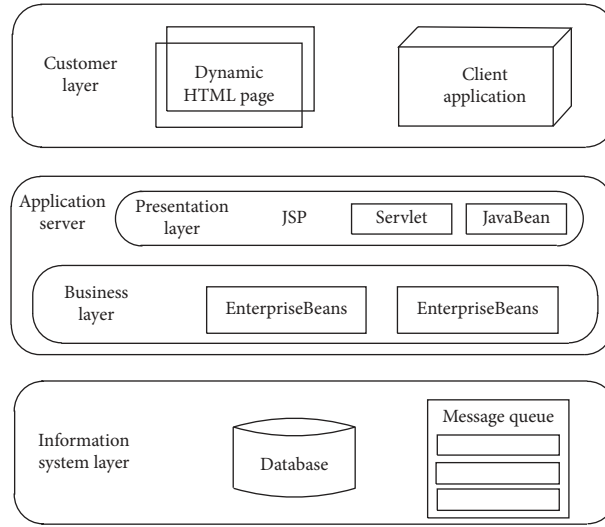 Customer
layer
Dynamic
HTML page
Client
application
Application
server
Presentation
layer
JSP
Servlet
JavaBean
Business
layer
EnterpriseBeans
EnterpriseBeans
Information
system layer
Database
Message queue